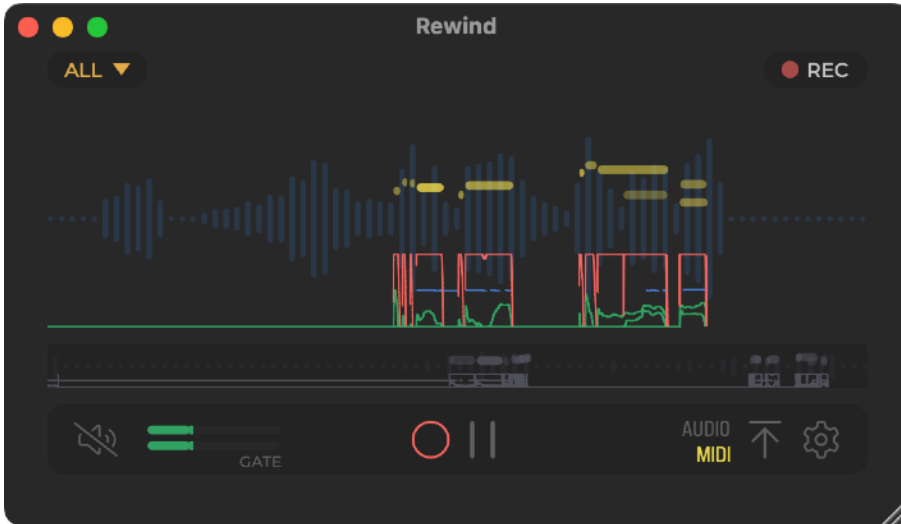 Rewind
ALL
REC
GATE
AUDIO
MIDI